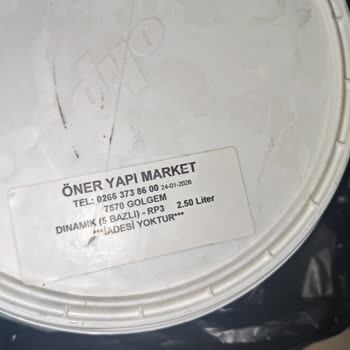 dyo
ÖNER YAPI MARKET
TEL: 0266 373 86 00 24-01-2026
7570 GOLGEM
DINAMIK (5 BAZLI) - RP3 2.50 Liter
***İADESİ YOKTUR***